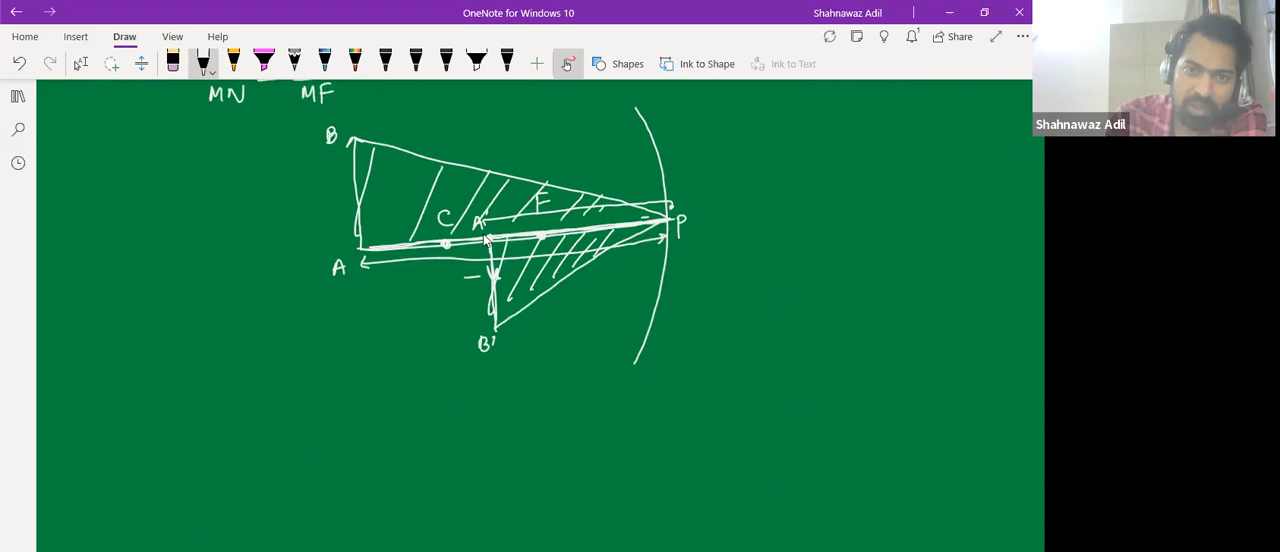 OneNote for Windows 10
Shahnawaz Adil
Home Insert Draw View Help
Share
Shapes
Ink to Shape
Ink to Text
MN MF
B
F
C
A'
P
A
B'
Shahnawaz Adil